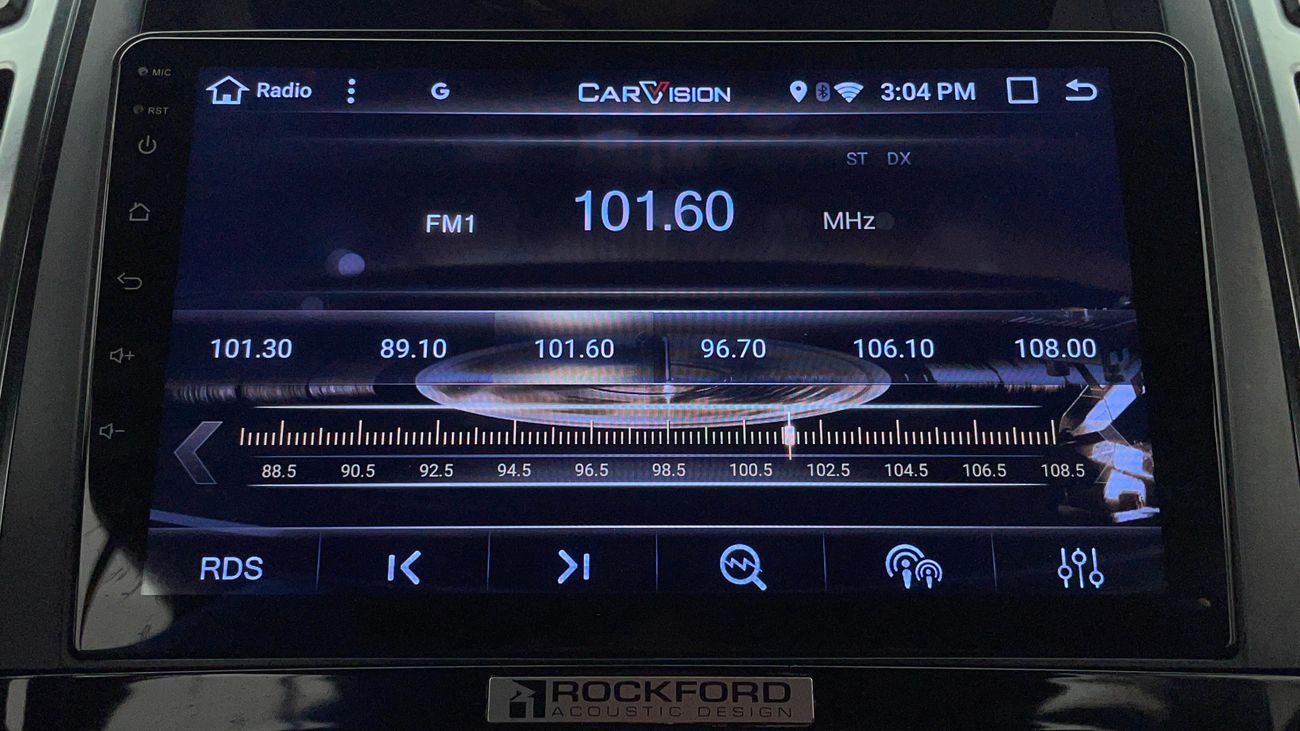 MIC
RST
Radio G CARVISION 3:04 PM
ST DX
FM1 101.60 MHz
101.30 89.10 101.60 96.70 106.10 108.00
88.5 90.5 92.5 94.5 96.5 98.5 100.5 102.5 104.5 106.5 108.5
RDS
ROCKFORD
ACOUSTIC DESIGN